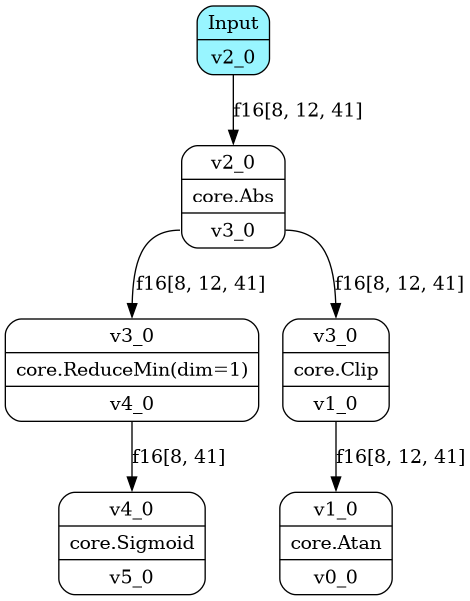 Input
v2_0
f16[8, 12, 41]
v2_0
core.Abs
v3_0
f16[8, 12, 41]
f16[8, 12, 41]
v3_0
core.ReduceMin(dim=1)
v4_0
v3_0
core.Clip
v1_0
f16[8, 41]
f16[8, 12, 41]
v4_0
core.Sigmoid
v5_0
v1_0
core.Atan
v0_0